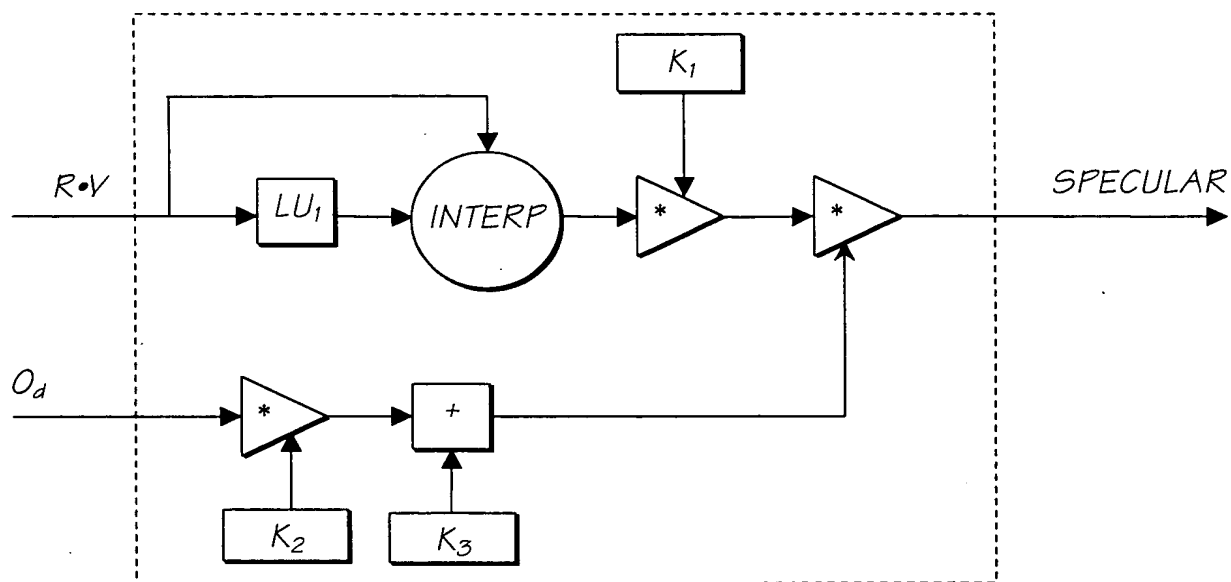 K₁
R•V
LU₁
INTERP
*
*
SPECULAR
O_d
*
+
K₂
K₃